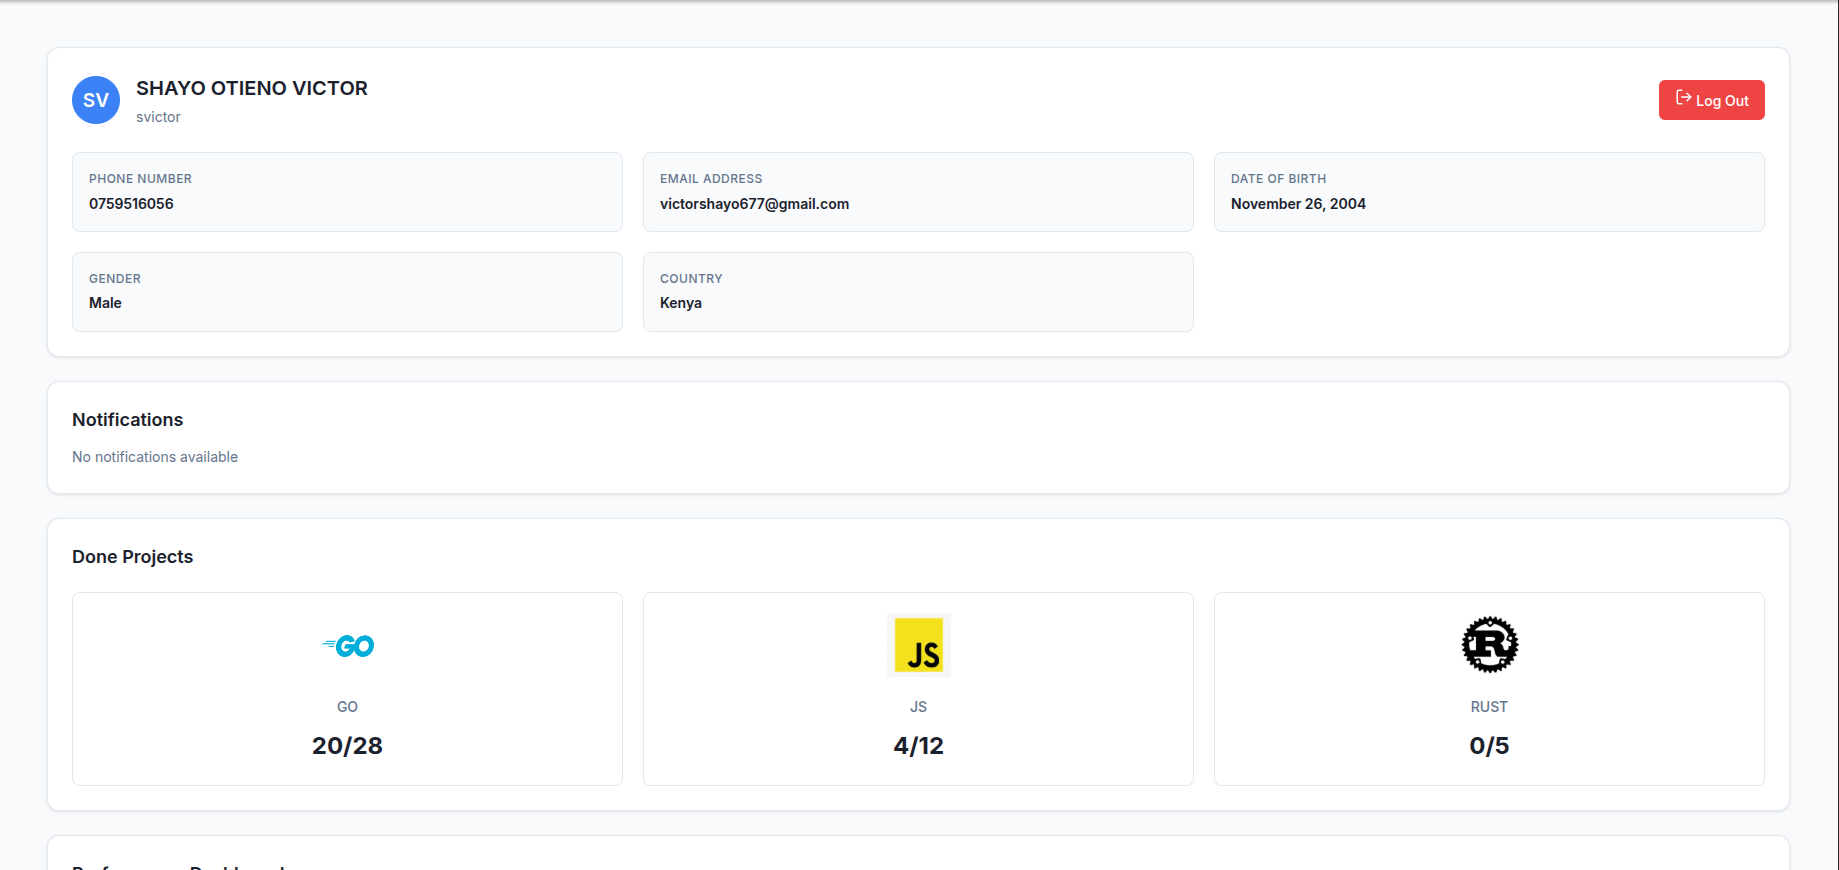 SV
SHAYO OTIENO VICTOR
svictor
Log Out
PHONE NUMBER
0759516056
EMAIL ADDRESS
victorshayo677@gmail.com
DATE OF BIRTH
November 26, 2004
GENDER
Male
COUNTRY
Kenya
Notifications
No notifications available
Done Projects
GO
JS
R
GO
JS
RUST
20/28
4/12
0/5
Performance Dashboard